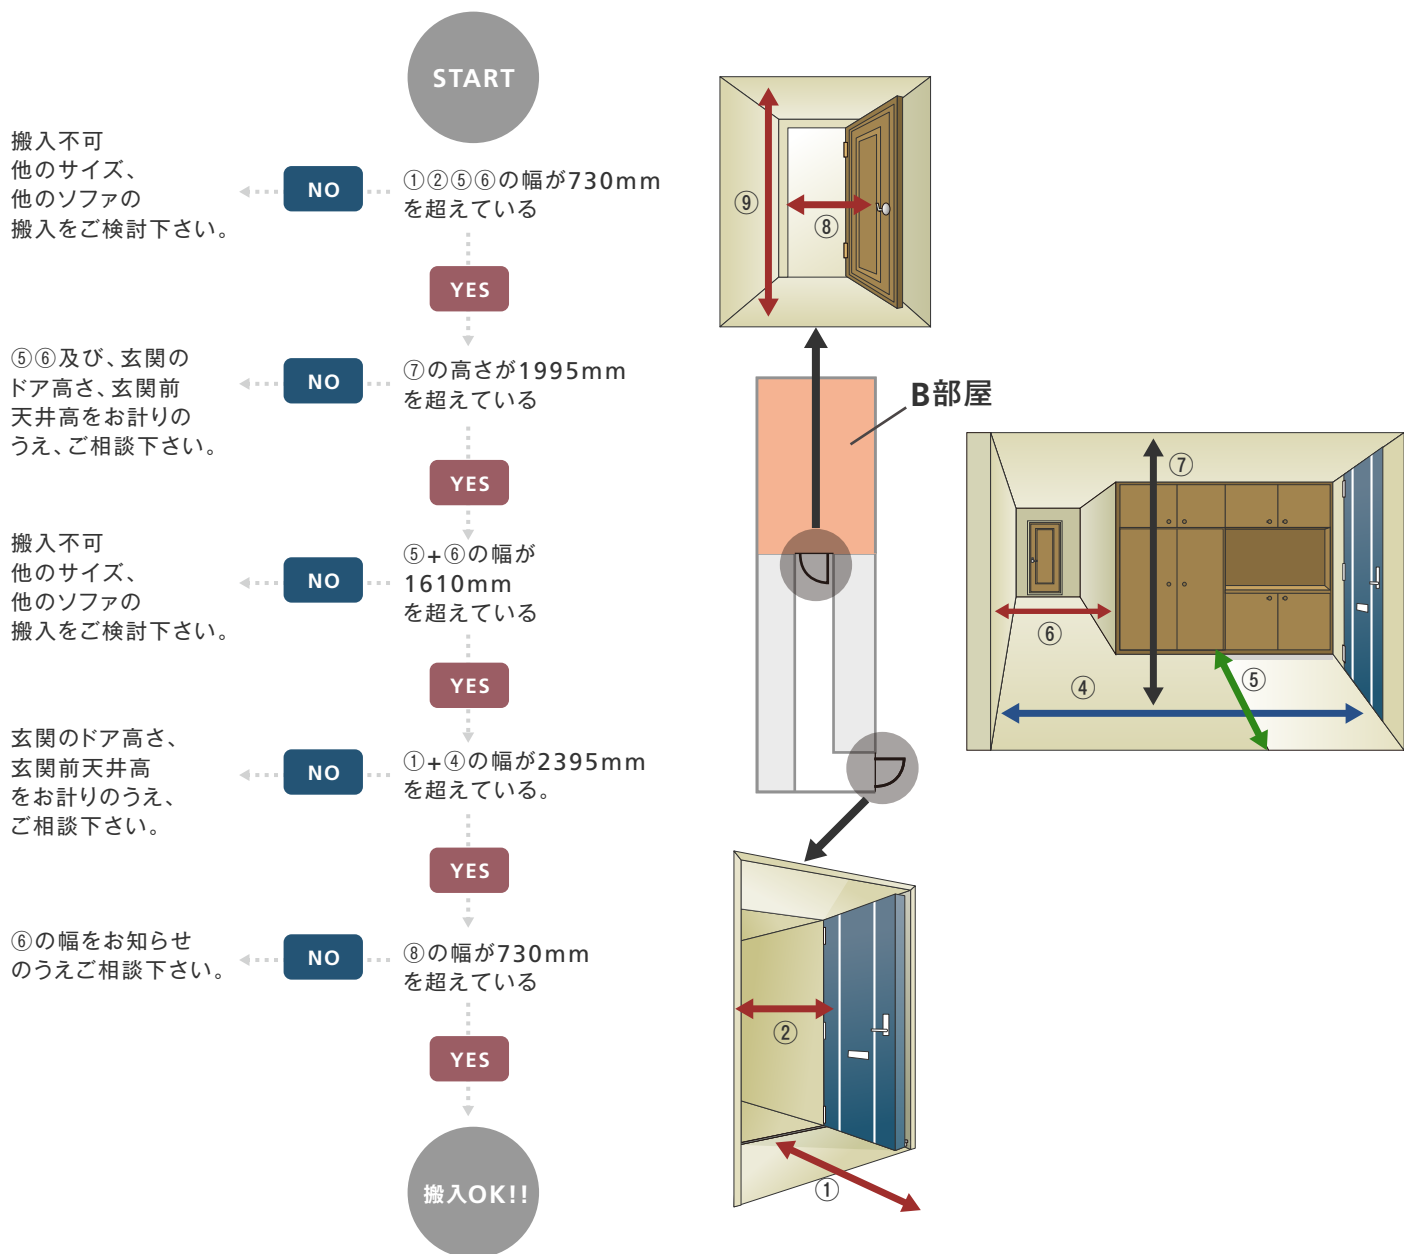 START
搬入不可
他のサイズ、
他のソファの
搬入をご検討下さい。
NO
①②⑤⑥の幅が730mm
を超えている
YES
⑤⑥及び、玄関の
ドア高さ、玄関前
天井高をお計りの
うえ、ご相談下さい。
NO
⑦の高さが1995mm
を超えている
YES
搬入不可
他のサイズ、
他のソファの
搬入をご検討下さい。
NO
⑤+⑥の幅が
1610mm
を超えている
YES
玄関のドア高さ、
玄関前天井高
をお計りのうえ、
ご相談下さい。
NO
①+④の幅が2395mm
を超えている。
YES
⑥の幅をお知らせ
のうえご相談下さい。
NO
⑧の幅が730mm
を超えている
YES
搬入OK!!
⑨
⑧
B部屋
⑦
⑥
④
⑤
②
①